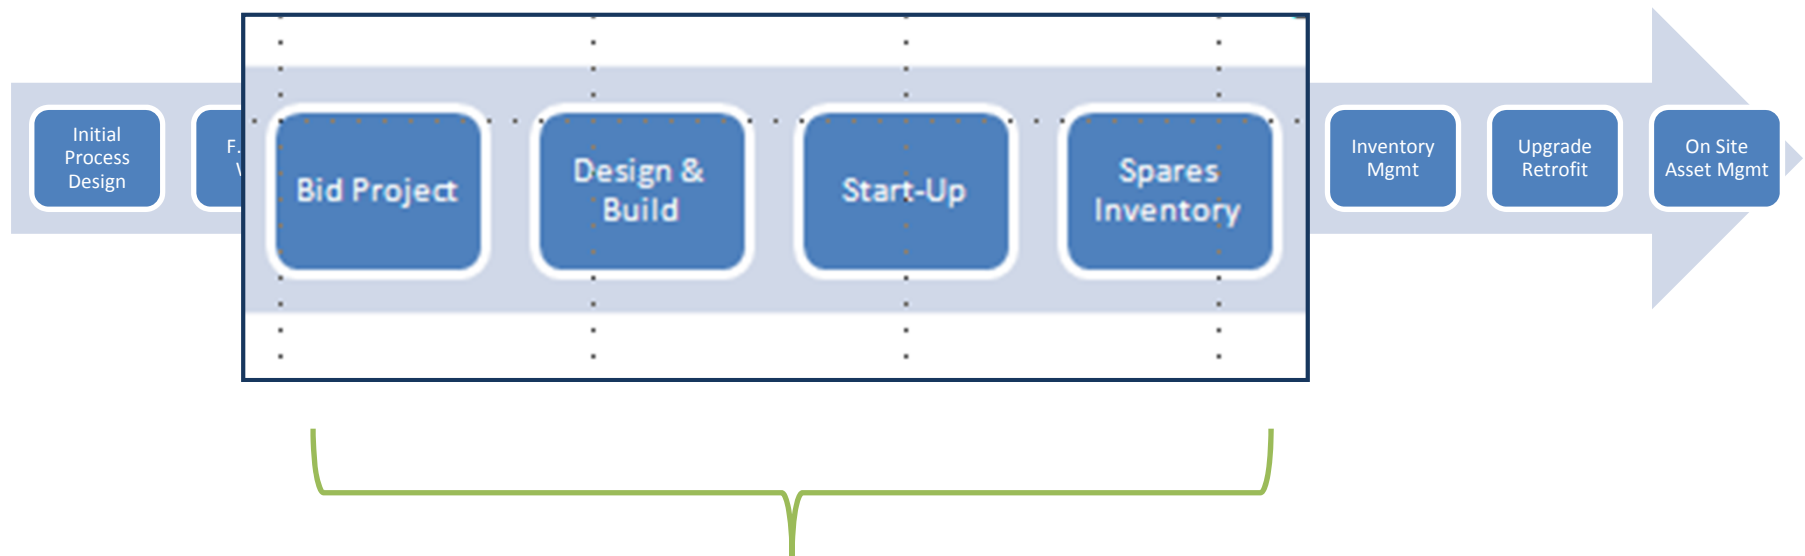 Initial
Process
Design
F.
Bid Project
Design &
Build
Start-Up
Spares
Inventory
Inventory
Mgmt
Upgrade
Retrofit
On Site
Asset Mgmt